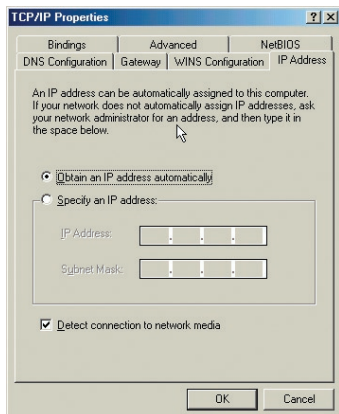 TCP/IP Properties
? X
Bindings
Advanced
NetBIOS
DNS Configuration
Gateway
WINS Configuration
IP Address
An IP address can be automatically assigned to this computer.
If your network does not automatically assign IP addresses, ask
your network administrator for an address, and then type it in
the space below.
Obtain an IP address automatically
Specify an IP address:
IP Address:
. . .
Subnet Mask:
. . .
Detect connection to network media
OK
Cancel